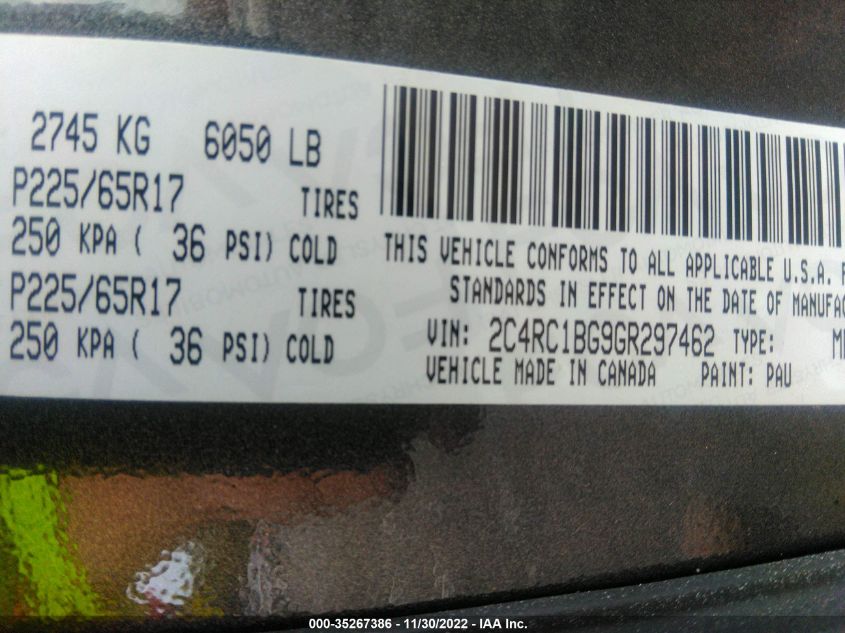 2745 KG 6050 LB
P225/65R17 TIRES
250 KPA ( 36 PSI) COLD
P225/65R17 TIRES
250 KPA ( 36 PSI) COLD
THIS VEHICLE CONFORMS TO ALL APPLICABLE U.S.A.
STANDARDS IN EFFECT ON THE DATE OF
VIN: 2C4RC1BG9GR297462 TYPE:
VEHICLE MADE IN CANADA PAINT: PAU
000-35267386 - 11/30/2022 - IAA Inc.